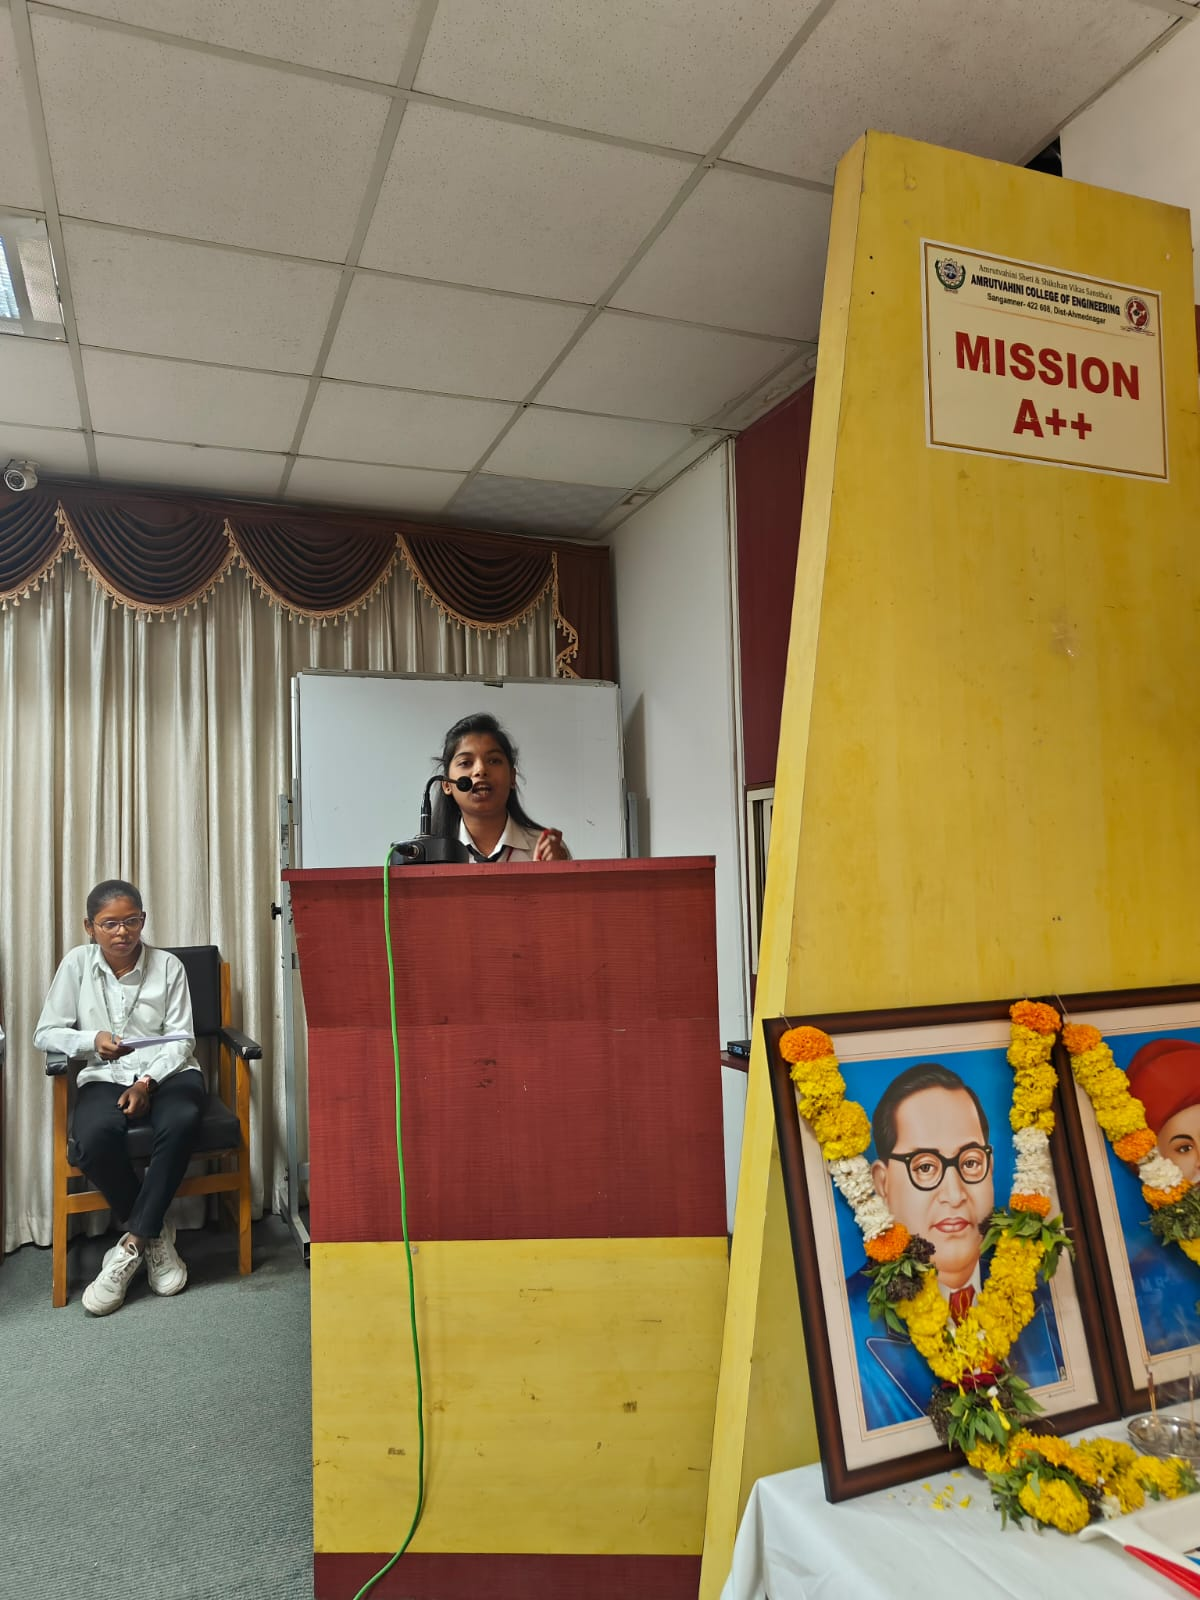 Amrutvahini Sheti & Shikshan Vikas Sanstha's
AMRUTVAHINI COLLEGE OF ENGINEERING
Sangamner- 422 608, Dist-Ahmednagar
MISSION
A++